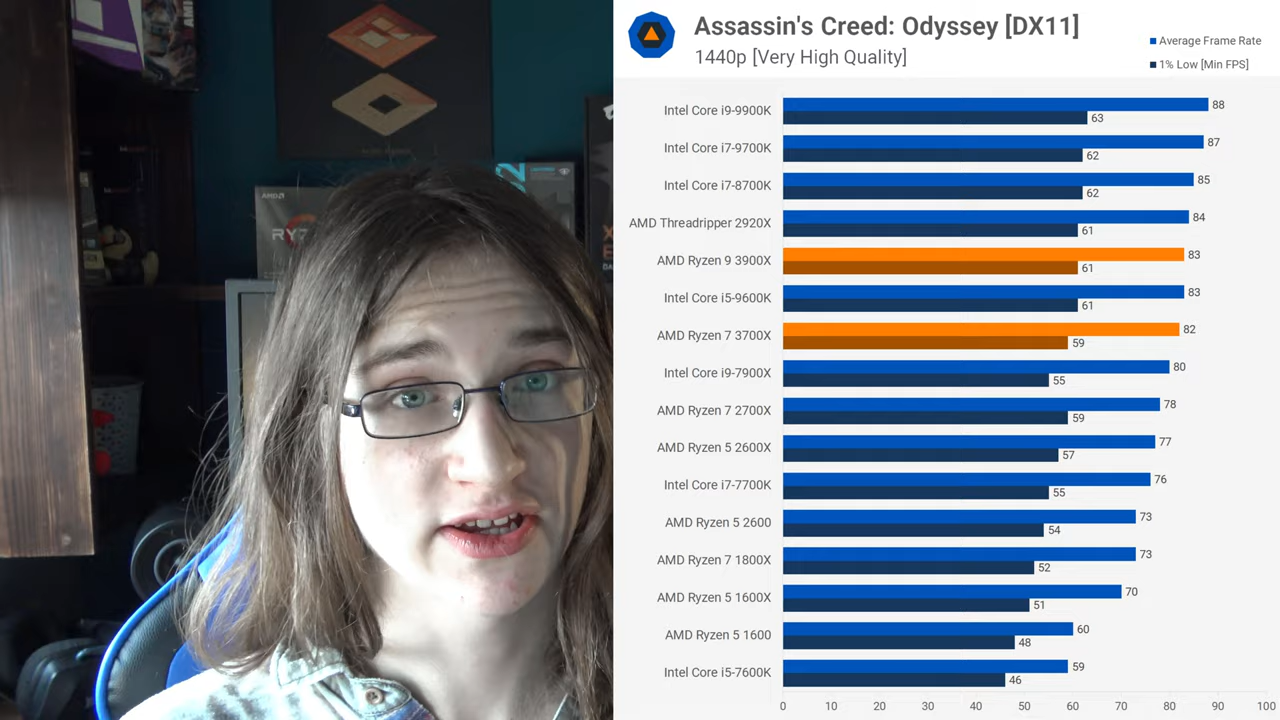 Assassin's Creed: Odyssey [DX11]
1440p [Very High Quality]
Average Frame Rate
1% Low [Min FPS]
Intel Core i9-9900K 88 63
Intel Core i7-9700K 87 62
Intel Core i7-8700K 85 62
AMD Threadripper 2920X 84 61
AMD Ryzen 9 3900X 83 61
Intel Core i5-9600K 83 61
AMD Ryzen 7 3700X 82 59
Intel Core i9-7900X 80 55
AMD Ryzen 7 2700X 78 59
AMD Ryzen 5 2600X 77 57
Intel Core i7-7700K 76 55
AMD Ryzen 5 2600 73 54
AMD Ryzen 7 1800X 73 52
AMD Ryzen 5 1600X 70 51
AMD Ryzen 5 1600 60 48
Intel Core i5-7600K 59 46
0 10 20 30 40 50 60 70 80 90 100
AMD